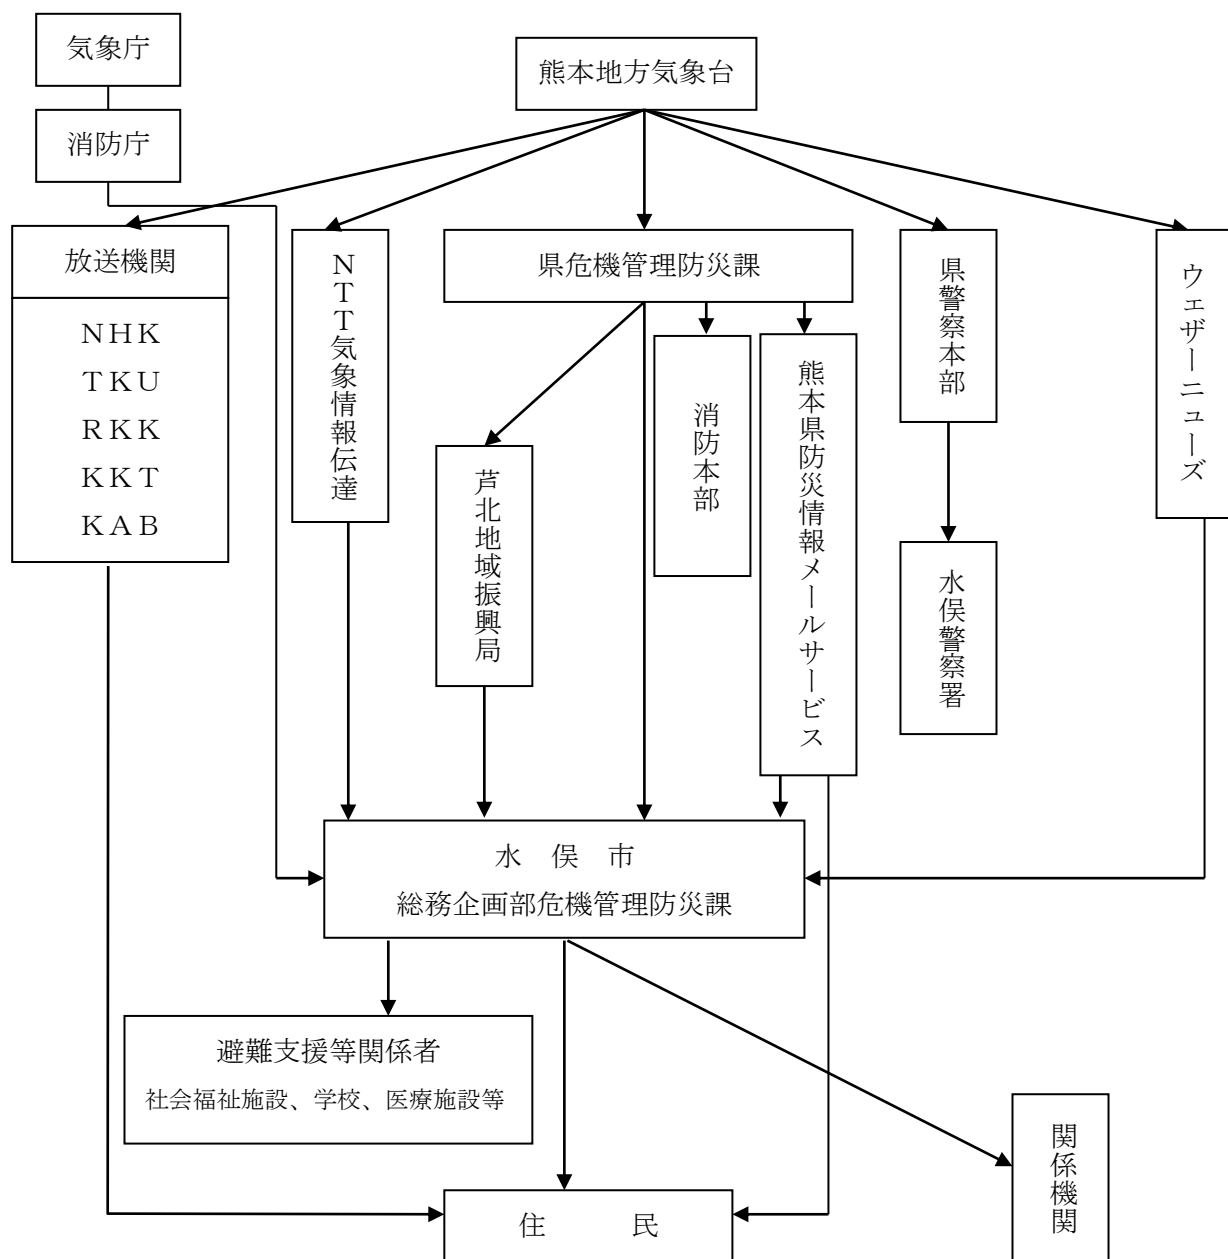 気象庁
熊本地方気象台
消防庁
放送機関
ＮＨＫ
ＴＫＵ
ＲＫＫ
ＫＫＴ
ＫＡＢ
ＮＴＴ気象情報伝達
県危機管理防災課
県警察本部
ウェザーニューズ
芦北地域振興局
消防本部
熊本県防災情報メールサービス
水俣警察署
水　俣　市
総務企画部危機管理防災課
避難支援等関係者
社会福祉施設、学校、医療施設等
関係機関
住　　　民